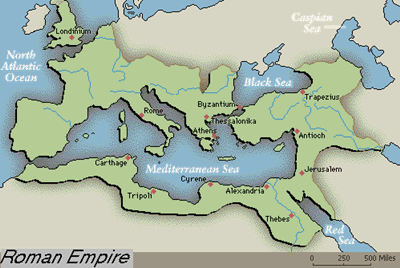 Londinium
Caspian
Sea
North
Atlantic
Ocean
Black Sea
Trapezius
Byzantium
Rome
Thessalonika
Athens
Antioch
Carthage
Mediterranean Sea
Jerusalem
Cyrene
Tripoli
Alexandria
Thebes
Red
Sea
Roman Empire
0 250 500 Miles